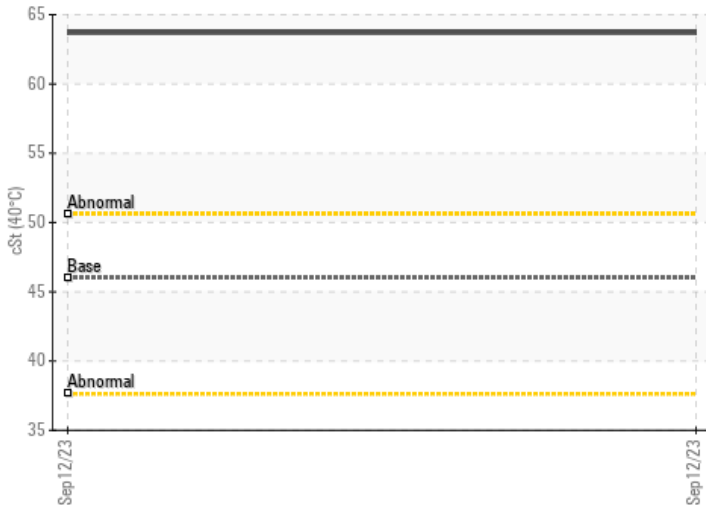 65
60
55
50
45
40
35
cSt (40°C)
Abnormal
Base
Abnormal
Sep12/23
Sep12/23